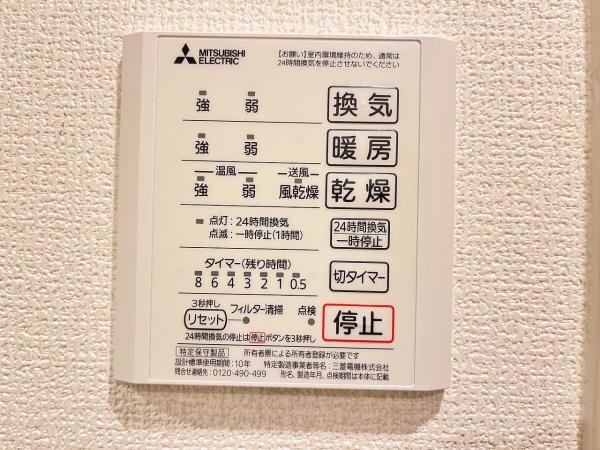 MITSUBISHI
ELECTRIC
【お願い】室内環境維持のため、通常は
24時間換気を停止させないでください
強 弱 換気
強 弱 暖房
温風 送風
強 弱 風乾燥 乾燥
点灯:24時間換気
点滅:一時停止(1時間)
24時間換気
一時停止
タイマー(残り時間)
8 6 4 3 2 1 0.5
切タイマー
3秒押し
リセット フィルター清掃 点検
停止
24時間換気の停止は停止ボタンを3秒押し
特定保守製品 所有者票による所有者登録が必要です
設計標準使用期間:10年 特定製造事業者等名:三菱電機株式会社
問合せ連絡先:0120-490-499 形名、製造年月、点検期間は本体に記載